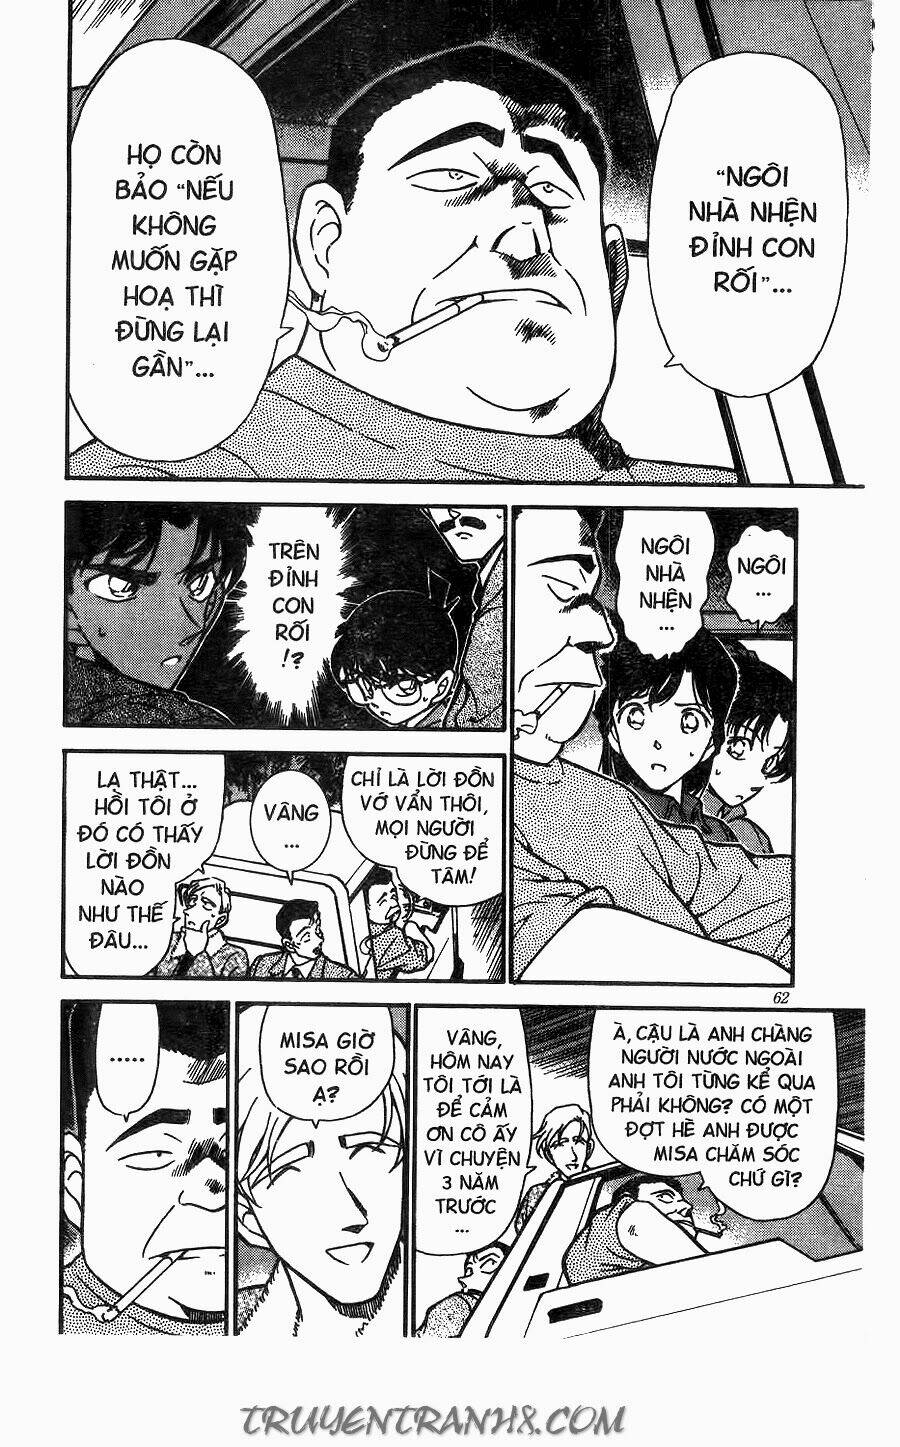 "NGÔI
NHÀ NHỆN
ĐỈNH CON
RỐI"...
HỌ CÒN
BẢO "NẾU
KHÔNG
MUỐN GẶP
HOẠ THÌ
ĐỪNG LẠI
GẦN"...
NGÔI
...
NGÔI
NHÀ
NHỆN
...
TRÊN
ĐỈNH
CON
RỐI
!?
CHỈ LÀ LỜI ĐỒN
VỚ VẨN THÔI,
MỌI NGƯỜI
ĐỪNG ĐỂ
TÂM!
VÂNG
...
LẠ THẬT...
HỒI TÔI Ở
ĐÓ CÓ THẤY
LỜI ĐỒN
NÀO
NHƯ THẾ
ĐÂU...
62
À, CẬU LÀ ANH CHÀNG
NGƯỜI NƯỚC NGOÀI
ANH TÔI TỪNG KỂ QUA
PHẢI KHÔNG? CÓ MỘT
ĐỢT HÈ ANH ĐƯỢC
MISA CHĂM SÓC
CHỨ GÌ?
VÂNG,
HÔM NAY
TÔI TỚI LÀ
ĐỂ CẢM
ƠN CÔ ẤY
VÌ CHUYỆN
3 NĂM
TRƯỚC
...
MISA GIỜ
SAO RỒI
Ạ?
.....
TRUYENTRANH8.COM